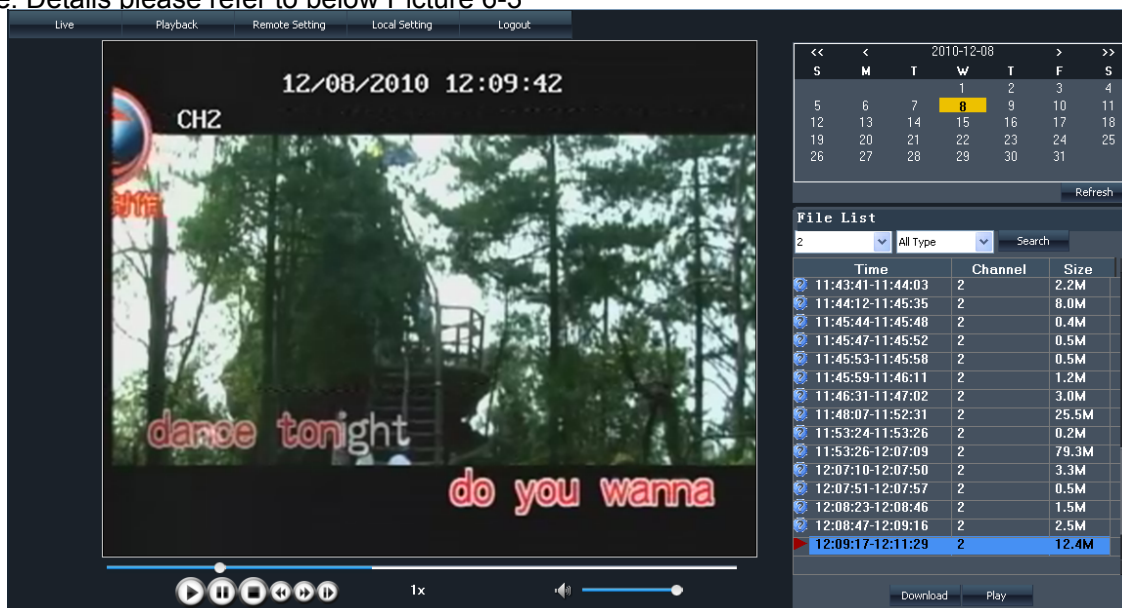 e. Details please refer to below Picture 6-3
Live Playback Remote Setting Local Setting Logout
12/08/2010 12:09:42
CH2
创作
dance tonight
do you wanna
1x
<< < 2010-12-08 > >>
S M T W T F S
1 2 3 4
5 6 7 8 9 10 11
12 13 14 15 16 17 18
19 20 21 22 23 24 25
26 27 28 29 30 31
Refresh
File List
2 All Type Search
Time Channel Size
11:43:41-11:44:03 2 2.2M
11:44:12-11:45:35 2 8.0M
11:45:44-11:45:48 2 0.4M
11:45:47-11:45:52 2 0.5M
11:45:53-11:45:58 2 0.5M
11:45:59-11:46:11 2 1.2M
11:46:31-11:47:02 2 3.0M
11:48:07-11:52:31 2 25.5M
11:53:24-11:53:26 2 0.2M
11:53:26-12:07:09 2 79.3M
12:07:10-12:07:50 2 3.3M
12:07:51-12:07:57 2 0.5M
12:08:23-12:08:46 2 1.5M
12:08:47-12:09:16 2 2.5M
12:09:17-12:11:29 2 12.4M
Download Play